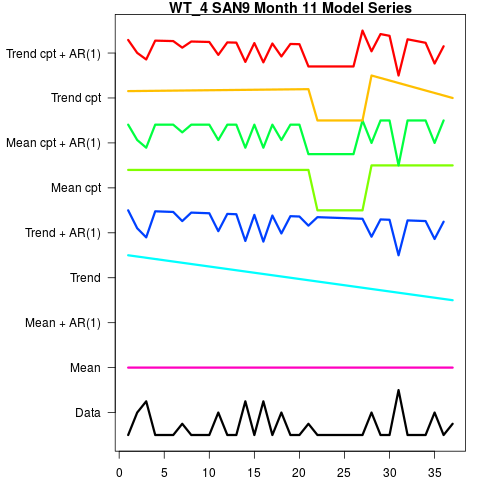 WT_4 SAN9 Month 11 Model Series
Trend cpt + AR(1)
Trend cpt
Mean cpt + AR(1)
Mean cpt
Trend + AR(1)
Trend
Mean + AR(1)
Mean
Data
0 5 10 15 20 25 30 35